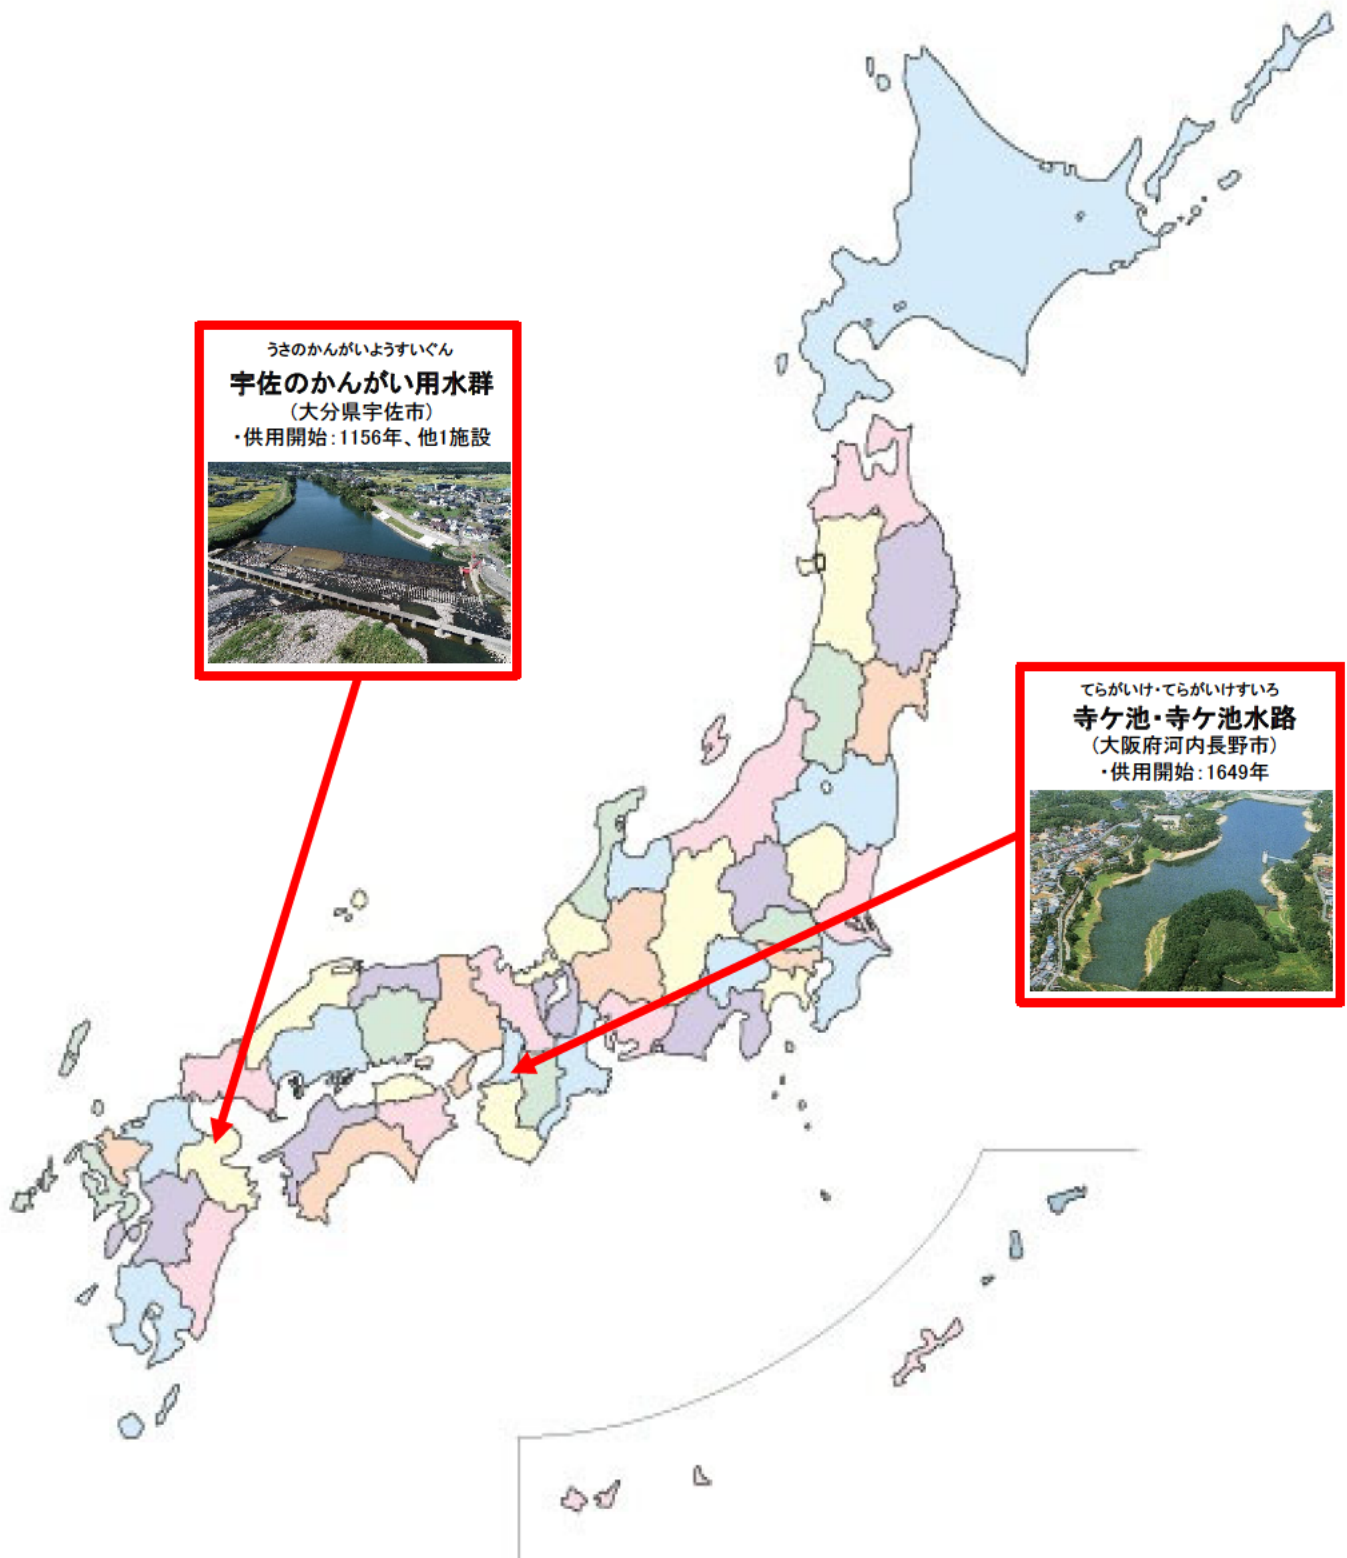 うさのかんがいようすいぐん
宇佐のかんがい用水群
（大分県宇佐市）
・供用開始：1156年、他1施設
てらがいけ・てらがいけすいろ
寺ケ池・寺ケ池水路
（大阪府河内長野市）
・供用開始：1649年